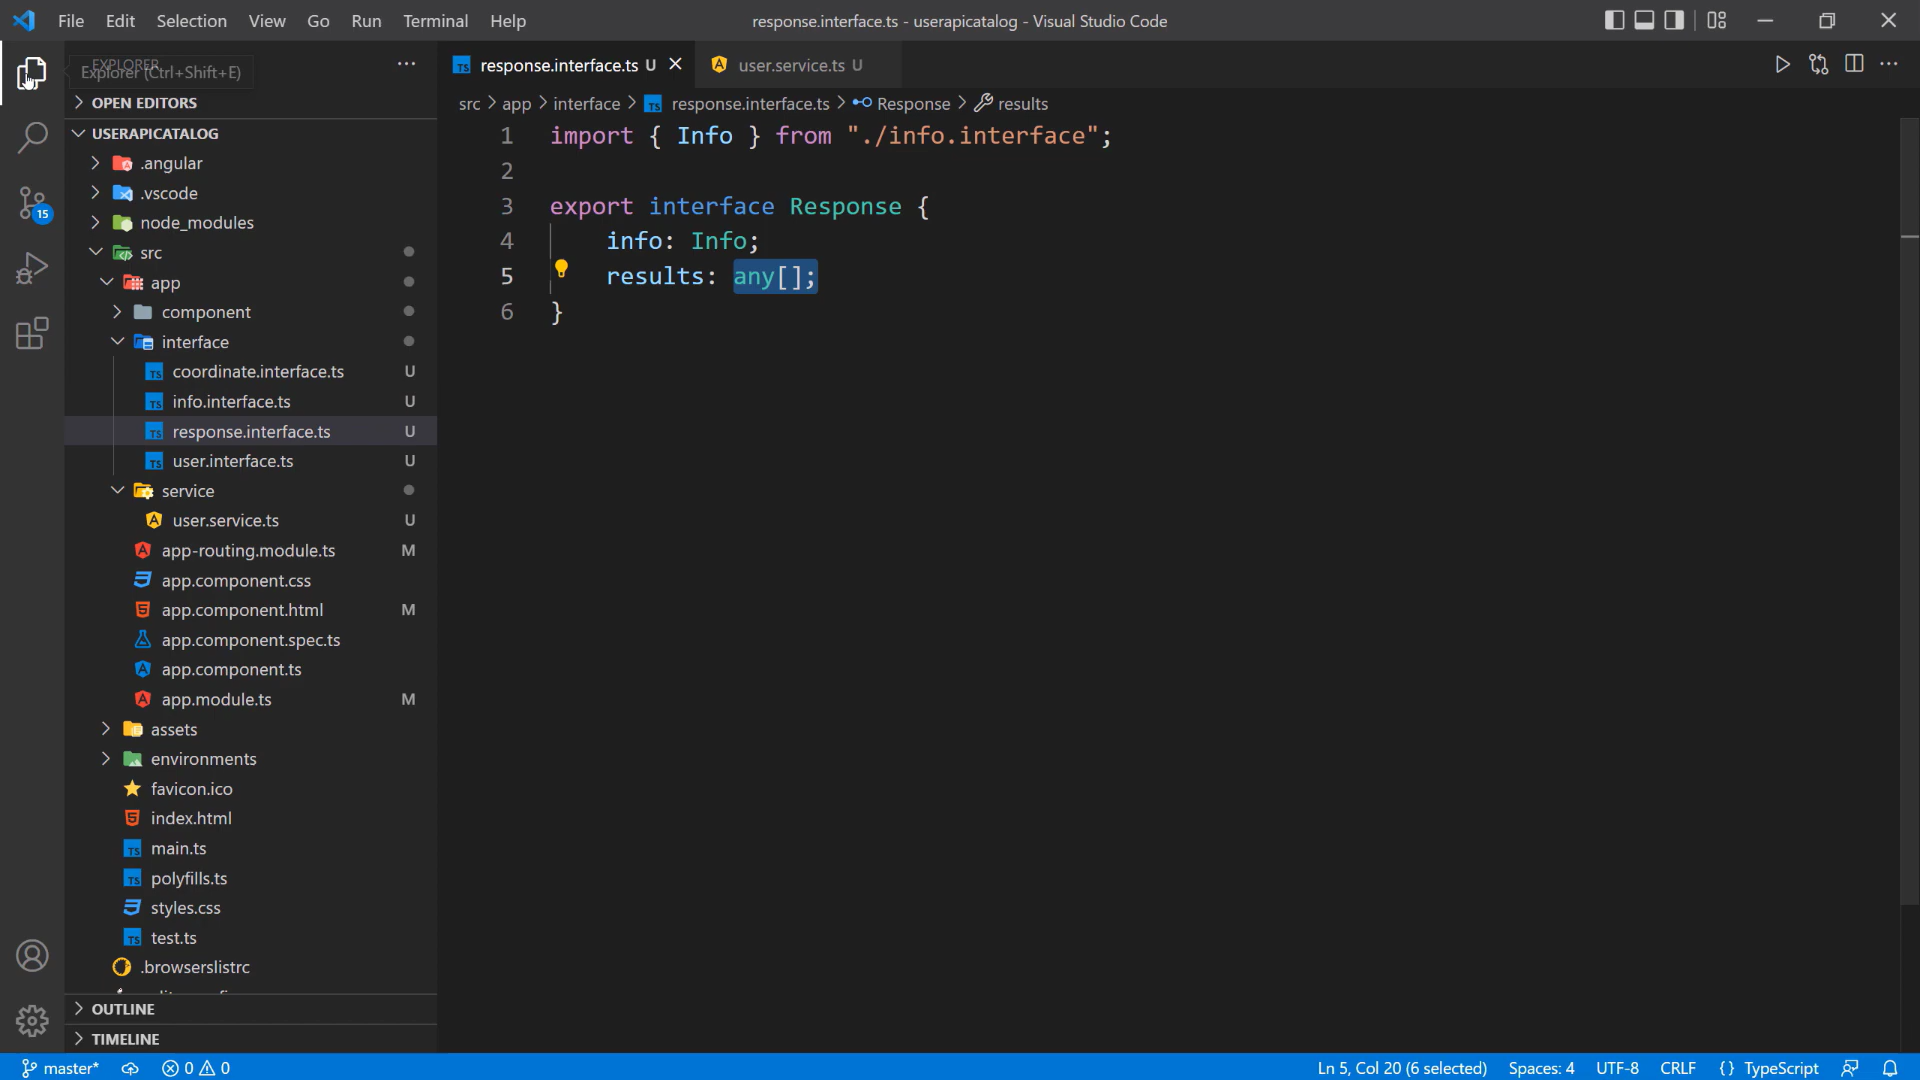 File Edit Selection View Go Run Terminal Help
response.interface.ts - userapicatalog - Visual Studio Code
EXPLORER
Explorer (Ctrl+Shift+E)
response.interface.ts U
user.service.ts U
OPEN EDITORS
USERAPICATALOG
.angular
.vscode
node_modules
src
app
component
interface
coordinate.interface.ts U
info.interface.ts U
response.interface.ts U
user.interface.ts U
service
user.service.ts U
app-routing.module.ts M
app.component.css
app.component.html M
app.component.spec.ts
app.component.ts
app.module.ts M
assets
environments
favicon.ico
index.html
main.ts
polyfills.ts
styles.css
test.ts
.browserslistrc
OUTLINE
TIMELINE
15
src > app > interface > TS response.interface.ts > Response > results
1 import { Info } from "./info.interface";
2
3 export interface Response {
4 info: Info;
5 results: any[];
6 }
master* 0 0 Ln 5, Col 20 (6 selected) Spaces: 4 UTF-8 CRLF {} TypeScript